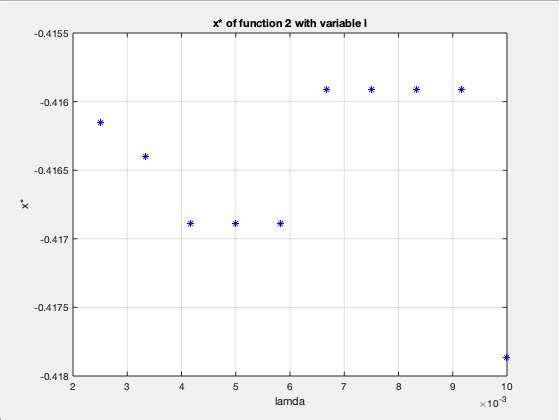 x* of function 2 with variable l
-0.4155
-0.416
-0.4165
-0.417
-0.4175
-0.418
x*
2 3 4 5 6 7 8 9 10
lamda
×10-3